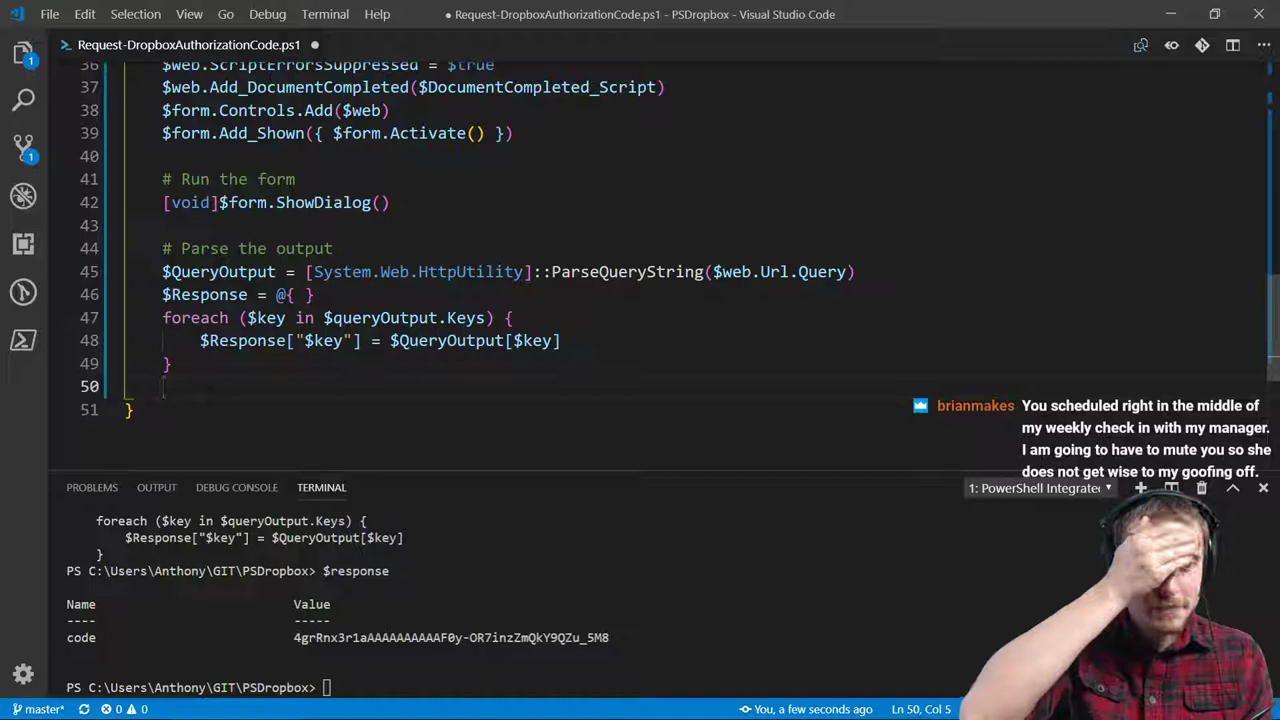 File Edit Selection View Go Debug Terminal Help
● Request-DropboxAuthorizationCode.ps1 - PSDropbox - Visual Studio Code
Request-DropboxAuthorizationCode.ps1 ●
36 $web.ScriptErrorsSuppressed = $true
37 $web.Add_DocumentCompleted($DocumentCompleted_Script)
38 $form.Controls.Add($web)
39 $form.Add_Shown({ $form.Activate() })
40
41 # Run the form
42 [void]$form.ShowDialog()
43
44 # Parse the output
45 $QueryOutput = [System.Web.HttpUtility]::ParseQueryString($web.Url.Query)
46 $Response = @{ }
47 foreach ($key in $queryOutput.Keys) {
48 $Response["$key"] = $QueryOutput[$key]
49 }
50
51 }
brianmakes You scheduled right in the middle of
my weekly check in with my manager.
I am going to have to mute you so she
does not get wise to my goofing off.
PROBLEMS OUTPUT DEBUG CONSOLE TERMINAL
1: PowerShell Integrate
foreach ($key in $queryOutput.Keys) {
$Response["$key"] = $QueryOutput[$key]
}
PS C:\Users\Anthony\GIT\PSDropbox> $response
Name Value
---- -----
code 4grRnx3r1aAAAAAAAAAAF0y-OR7inzZmQkY9QZu_5M8
PS C:\Users\Anthony\GIT\PSDropbox>
1
1
master* 0 0 You, a few seconds ago Ln 50, Col 5